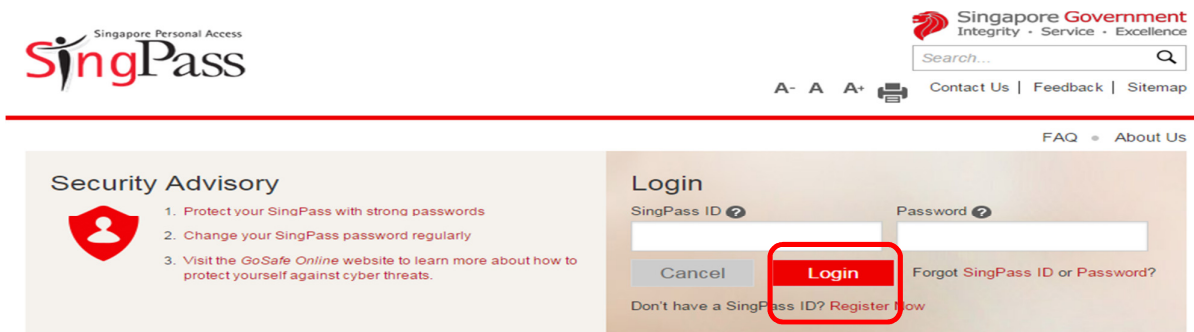 Singapore Personal Access
SingPass
Singapore Government
Integrity · Service · Excellence
Search...
A- A A+ Contact Us | Feedback | Sitemap
FAQ • About Us
Security Advisory
1. Protect your SingPass with strong passwords
2. Change your SingPass password regularly
3. Visit the GoSafe Online website to learn more about how to
protect yourself against cyber threats.
Login
SingPass ID ? Password ?
Cancel Login Forgot SingPass ID or Password?
Don't have a SingPass ID? Register Now